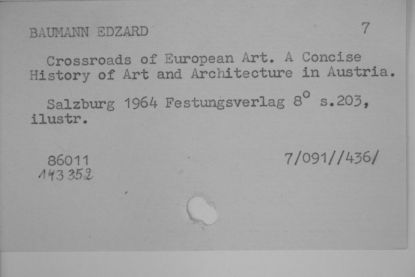 BAUMANN EDZARD 7
Crossroads of European Art. A Concise
History of Art and Architecture in Austria.
Salzburg 1964 Festungsverlag 8° s.203,
ilustr.
86011 7/091//436/
143352